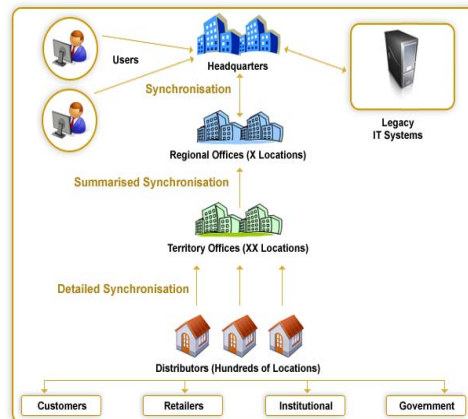 Users
Headquarters
Synchronisation
Legacy
IT Systems
Regional Offices (X Locations)
Summarised Synchronisation
Territory Offices (XX Locations)
Detailed Synchronisation
Distributors (Hundreds of Locations)
Customers
Retailers
Institutional
Government